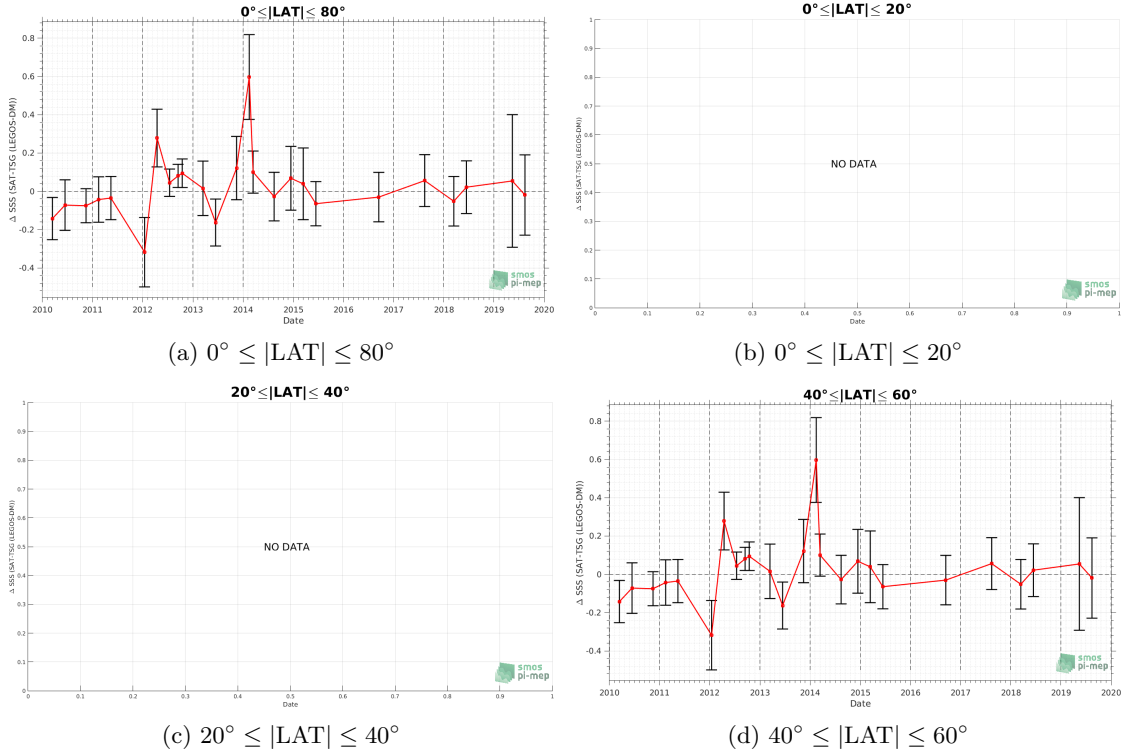 0°≤|LAT|≤ 80°
Δ SSS (SAT-TSG (LEGOS-DM))
0.8
0.6
0.4
0.2
0
-0.2
-0.4
2010 2011 2012 2013 2014 2015 2016 2017 2018 2019 2020
Date
smos
pi-mep
(a) 0° ≤ |LAT| ≤ 80°
0°≤|LAT|≤ 20°
Δ SSS (SAT-TSG (LEGOS-DM))
1
0.9
0.8
0.7
0.6
0.5
0.4
0.3
0.2
0.1
0
NO DATA
0 0.1 0.2 0.3 0.4 0.5 0.6 0.7 0.8 0.9 1
Date
smos
pi-mep
(b) 0° ≤ |LAT| ≤ 20°
20°≤|LAT|≤ 40°
Δ SSS (SAT-TSG (LEGOS-DM))
1
0.9
0.8
0.7
0.6
0.5
0.4
0.3
0.2
0.1
0
NO DATA
0 0.1 0.2 0.3 0.4 0.5 0.6 0.7 0.8 0.9 1
Date
smos
pi-mep
(c) 20° ≤ |LAT| ≤ 40°
40°≤|LAT|≤ 60°
Δ SSS (SAT-TSG (LEGOS-DM))
0.8
0.6
0.4
0.2
0
-0.2
-0.4
2010 2011 2012 2013 2014 2015 2016 2017 2018 2019 2020
Date
smos
pi-mep
(d) 40° ≤ |LAT| ≤ 60°